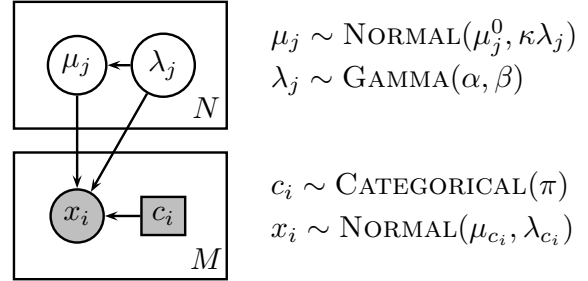 μ_j λ_j
N
x_i c_i
M
μ_j ∼ NORMAL(μ_j^0, κλ_j)
λ_j ∼ GAMMA(α, β)
c_i ∼ CATEGORICAL(π)
x_i ∼ NORMAL(μ_{c_i}, λ_{c_i})